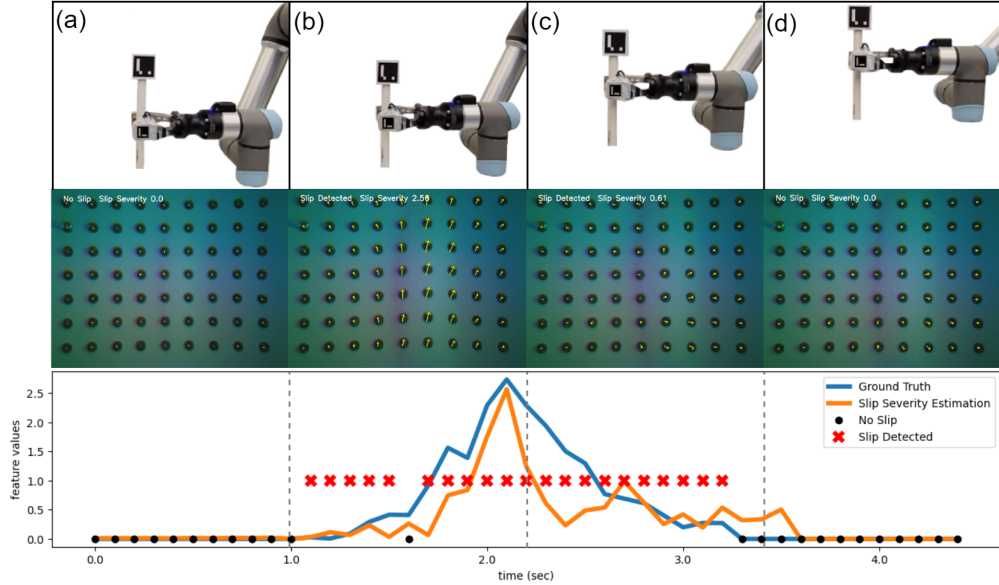 (a)
(b)
(c)
(d)
No Slip Slip Severity 0.0
Slip Detected Slip Severity 2.56
Slip Detected Slip Severity 0.61
No Slip Slip Severity 0.0
feature values
2.5
2.0
1.5
1.0
0.5
0.0
Ground Truth
Slip Severity Estimation
No Slip
Slip Detected
0.0
1.0
2.0
3.0
4.0
time (sec)